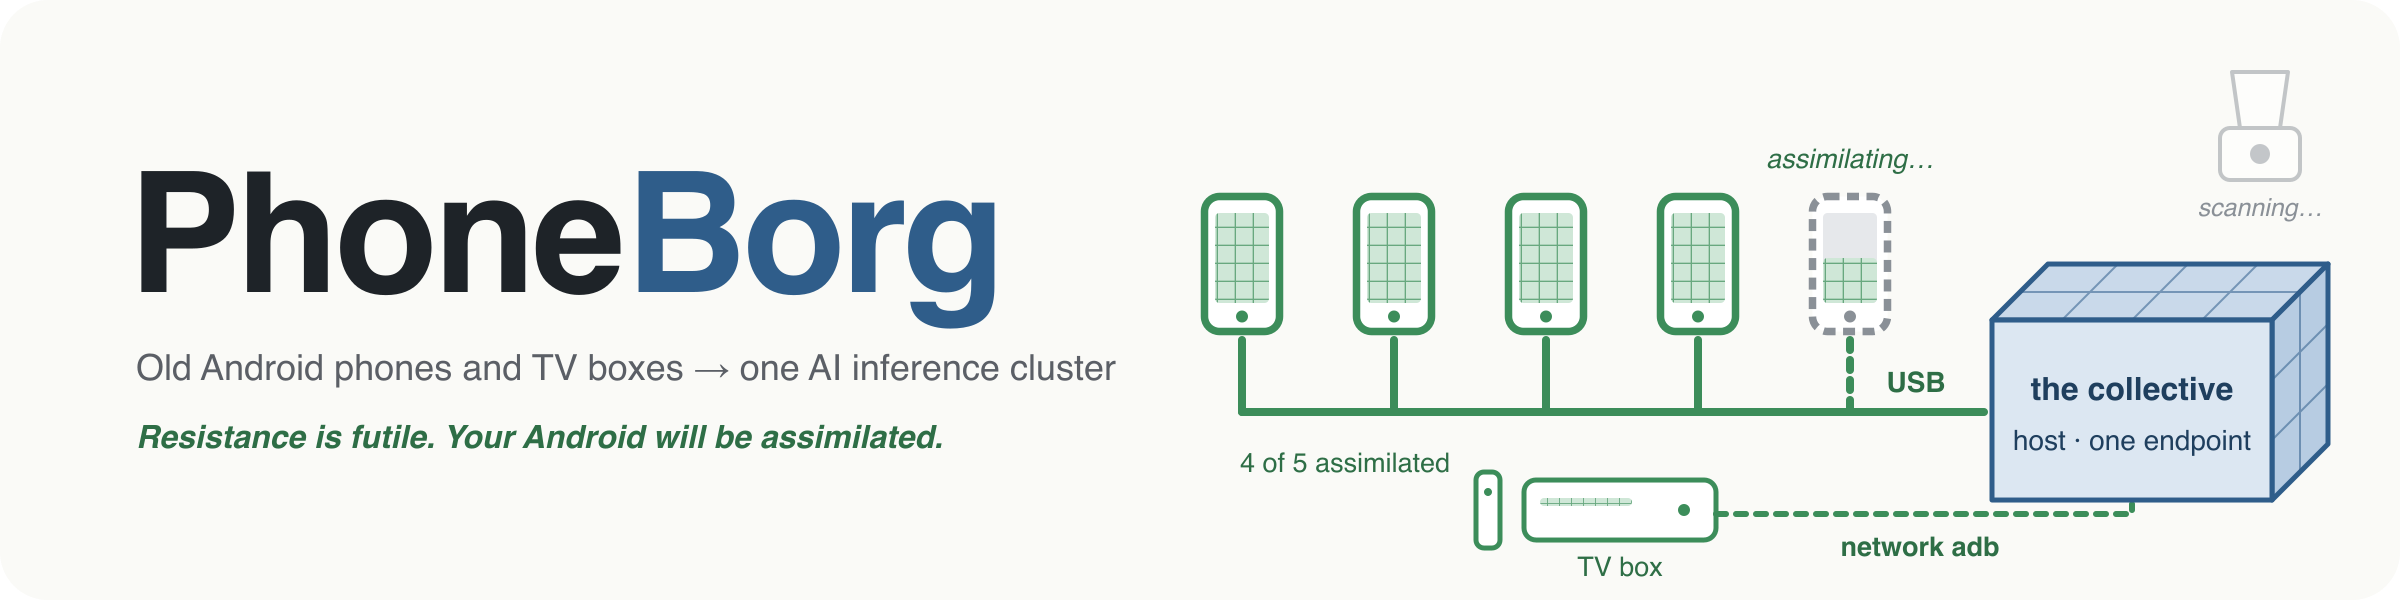 PhoneBorg
Old Android phones and TV boxes → one AI inference cluster
Resistance is futile. Your Android will be assimilated.
assimilating…
scanning…
USB
the collective
host · one endpoint
4 of 5 assimilated
network adb
TV box